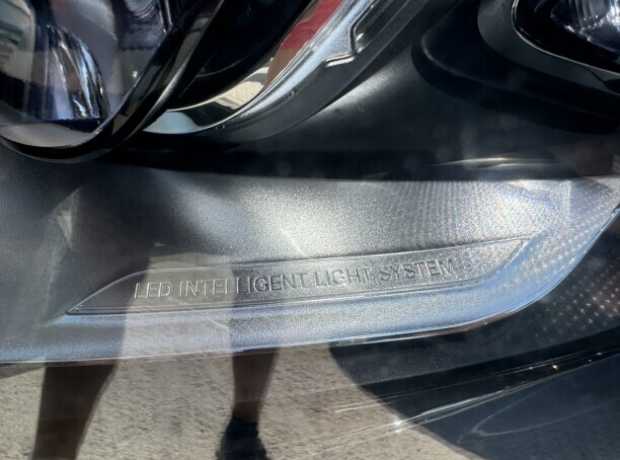 LED INTELLIGENT LIGHT SYSTEM